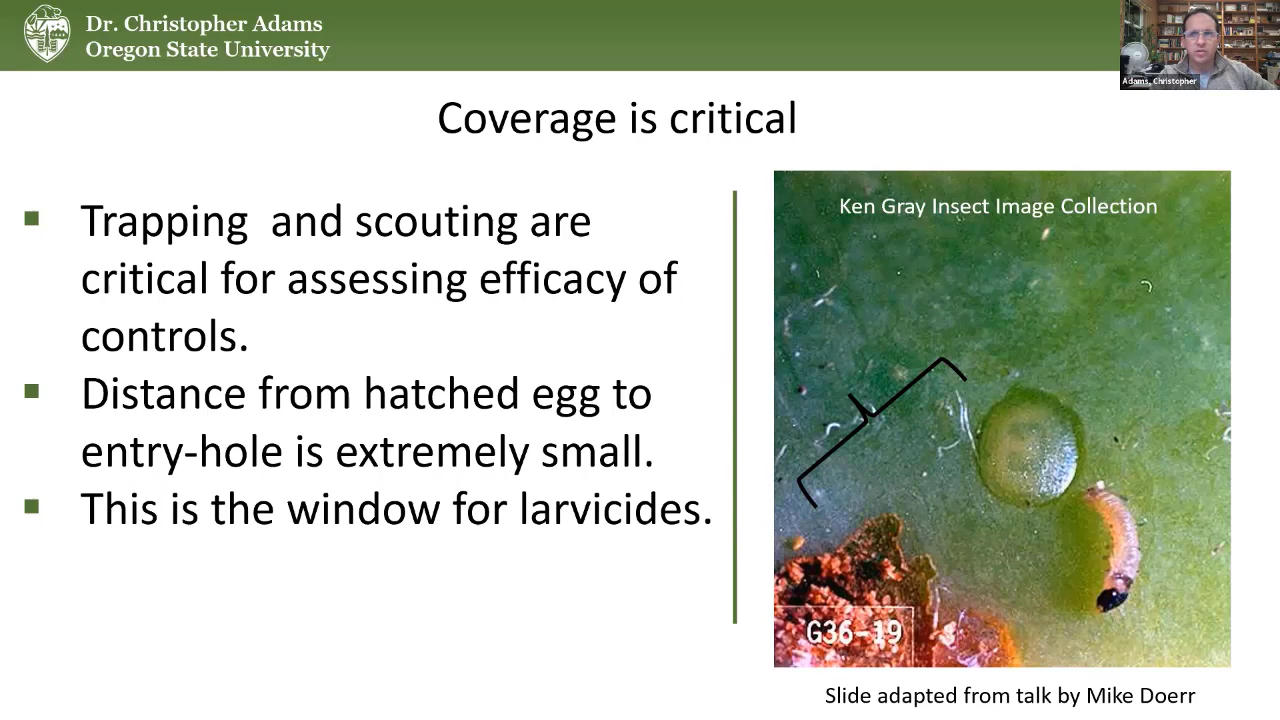 Dr. Christopher Adams
Oregon State University
Adams, Christopher
Coverage is critical
▪ Trapping and scouting are
critical for assessing efficacy of
controls.
▪ Distance from hatched egg to
entry-hole is extremely small.
▪ This is the window for larvicides.
Ken Gray Insect Image Collection
G36-19
Slide adapted from talk by Mike Doerr